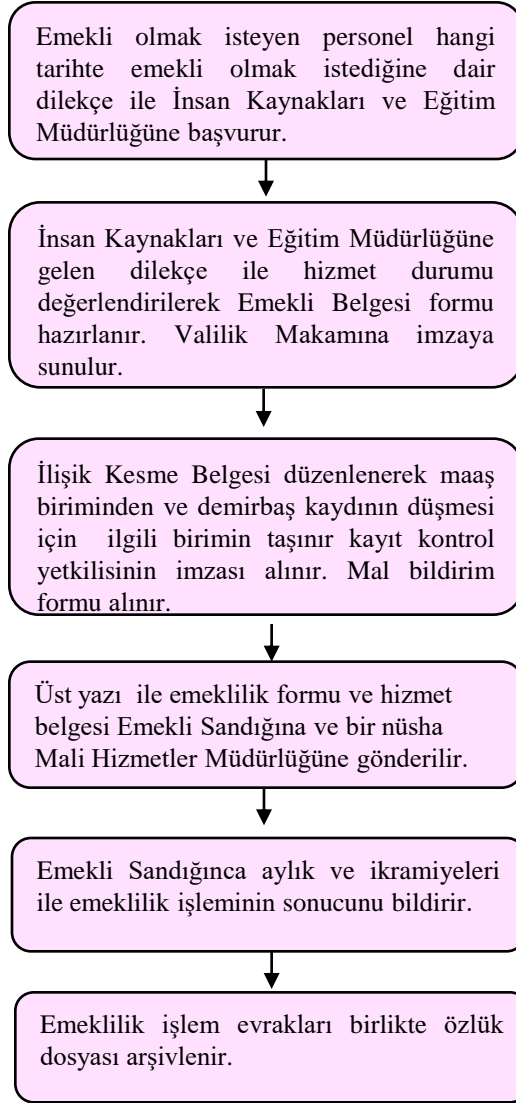 Emekli olmak isteyen personel hangi
tarihte emekli olmak istediğine dair
dilekçe ile İnsan Kaynakları ve Eğitim
Müdürlüğüne başvurur.
İnsan Kaynakları ve Eğitim Müdürlüğüne
gelen dilekçe ile hizmet durumu
değerlendirilerek Emekli Belgesi formu
hazırlanır. Valilik Makamına imzaya
sunulur.
İlişik Kesme Belgesi düzenlenerek maaş
biriminden ve demirbaş kaydının düşmesi
için ilgili birimin taşınır kayıt kontrol
yetkilisinin imzası alınır. Mal bildirim
formu alınır.
Üst yazı ile emeklilik formu ve hizmet
belgesi Emekli Sandığına ve bir nüsha
Mali Hizmetler Müdürlüğüne gönderilir.
Emekli Sandığınca aylık ve ikramiyeleri
ile emeklilik işleminin sonucunu bildirir.
Emeklilik işlem evrakları birlikte özlük
dosyası arşivlenir.